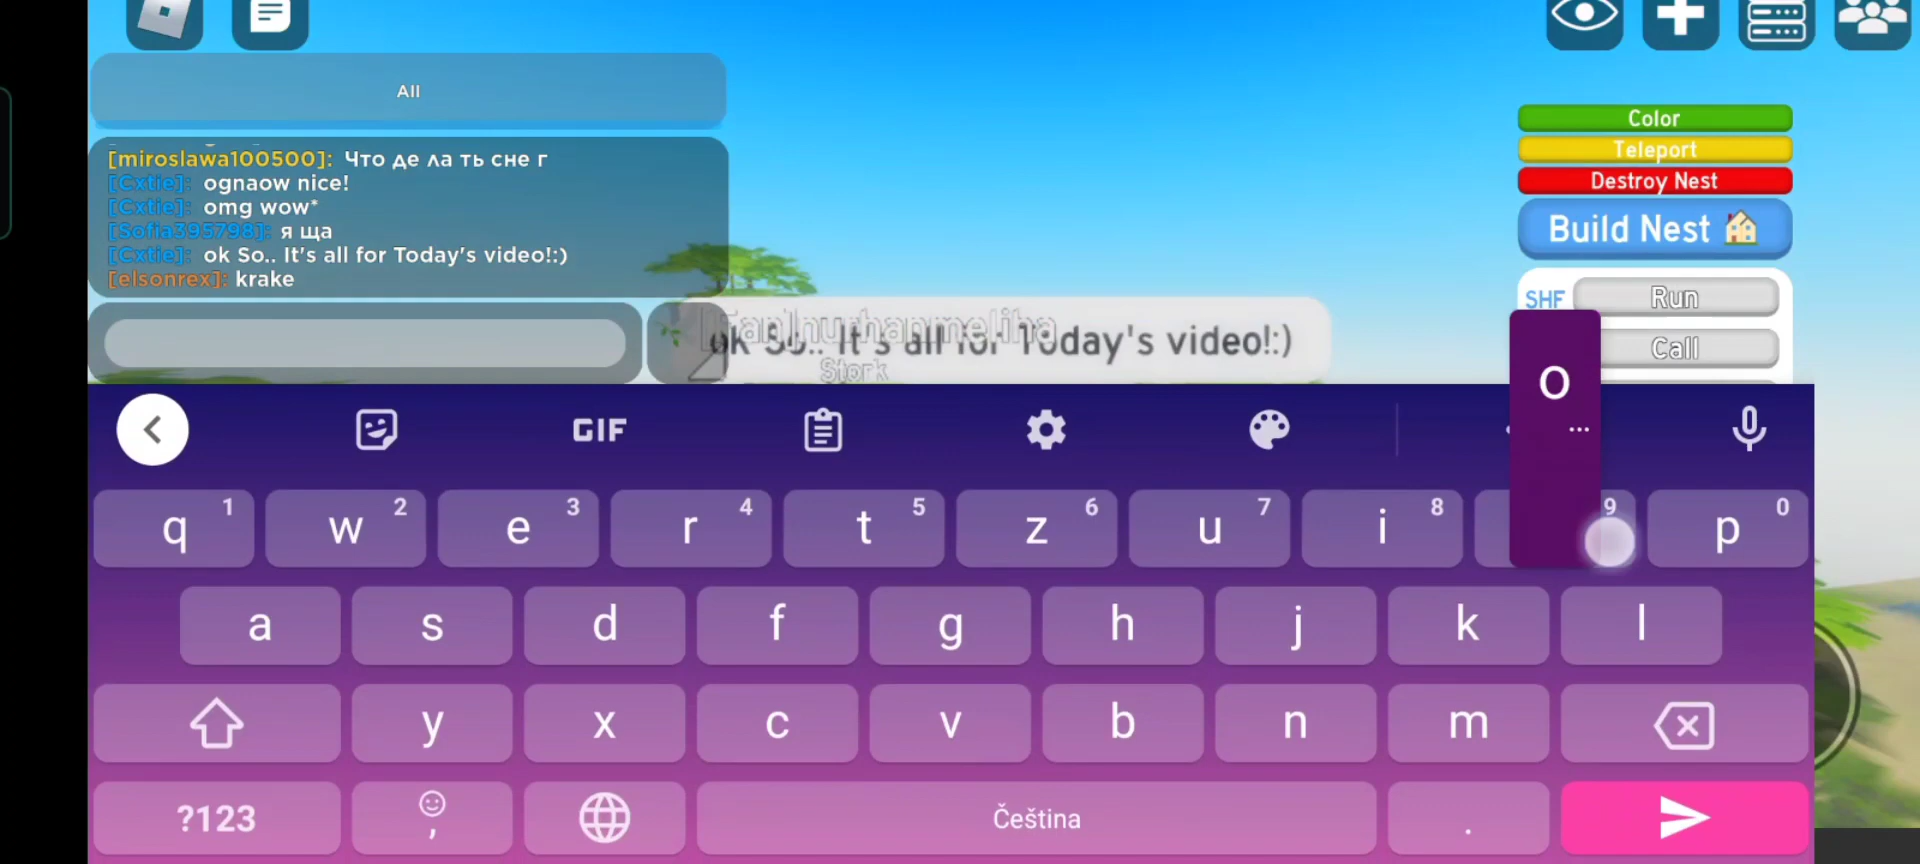 All
[miroslawa100500]: Что де ла ть сне г
[Cxtie]: ognaow nice!
[Cxtie]: omg wow*
[Sofia395798]: я ща
[Cxtie]: ok So.. It's all for Today's video!:)
[elsonrex]: krake
Color
Teleport
Destroy Nest
Build Nest
SHF Run
Call
ok So.. It's all for Today's video!:)
Stork
GIF
o
...
q 1 w 2 e 3 r 4 t 5 z 6 u 7 i 8 9 p 0
a s d f g h j k l
y x c v b n m
?123 , Čeština .